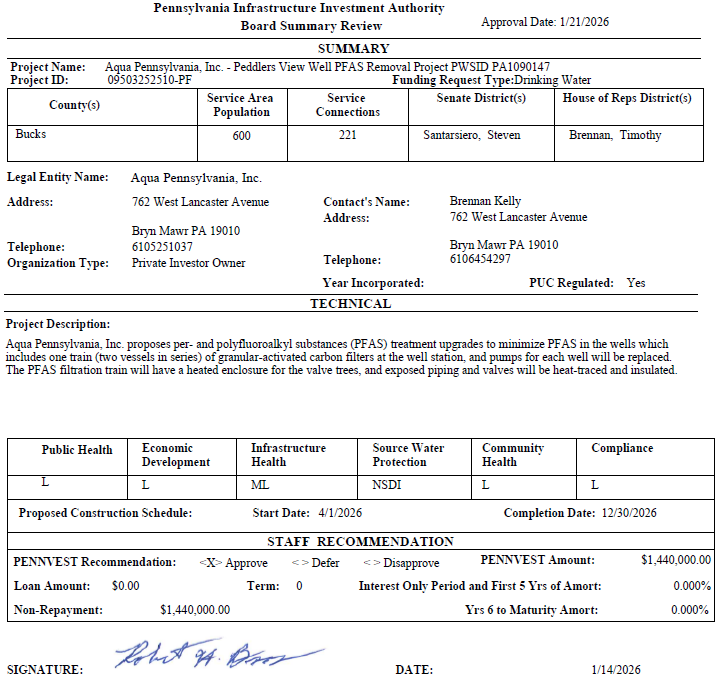 Pennsylvania Infrastructure Investment Authority
Board Summary Review
Approval Date: 1/21/2026
SUMMARY
Project Name: Aqua Pennsylvania, Inc. - Peddlers View Well PFAS Removal Project PWSID PA1090147
Project ID: 09503252510-PF Funding Request Type:Drinking Water
County(s) Service Area Population Service Connections Senate District(s) House of Reps District(s)
Bucks 600 221 Santarsiero, Steven Brennan, Timothy
Legal Entity Name: Aqua Pennsylvania, Inc.
Address: 762 West Lancaster Avenue Contact's Name: Brennan Kelly
Address: 762 West Lancaster Avenue
Bryn Mawr PA 19010 Bryn Mawr PA 19010
Telephone: 6105251037
Organization Type: Private Investor Owner Telephone: 6106454297
Year Incorporated: PUC Regulated: Yes
TECHNICAL
Project Description:
Aqua Pennsylvania, Inc. proposes per- and polyfluoroalkyl substances (PFAS) treatment upgrades to minimize PFAS in the wells which
includes one train (two vessels in series) of granular-activated carbon filters at the well station, and pumps for each well will be replaced.
The PFAS filtration train will have a heated enclosure for the valve trees, and exposed piping and valves will be heat-traced and insulated.
Public Health Economic Development Infrastructure Health Source Water Protection Community Health Compliance
L L ML NSDI L L
Proposed Construction Schedule: Start Date: 4/1/2026 Completion Date: 12/30/2026
STAFF RECOMMENDATION
PENNVEST Recommendation: <X> Approve < > Defer < > Disapprove PENNVEST Amount: $1,440,000.00
Loan Amount: $0.00 Term: 0 Interest Only Period and First 5 Yrs of Amort: 0.000%
Non-Repayment: $1,440,000.00 Yrs 6 to Maturity Amort: 0.000%
SIGNATURE: DATE: 1/14/2026